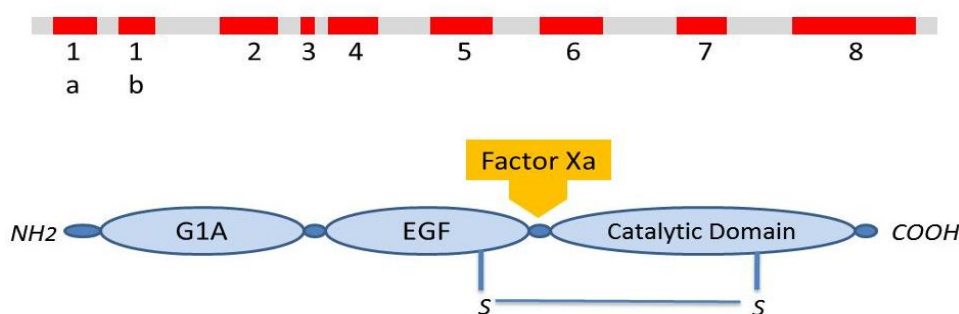 1 1 2 3 4 5 6 7 8
a b
Factor Xa
NH2 G1A EGF Catalytic Domain COOH
S S